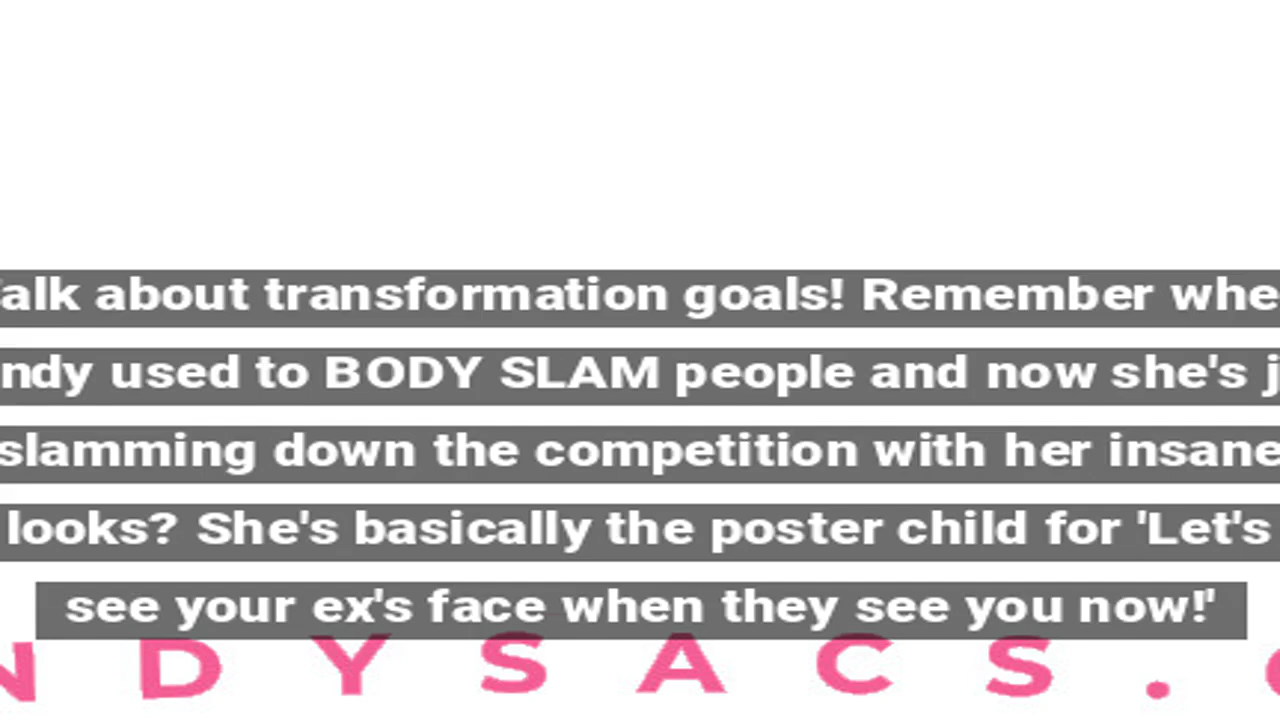 alk about transformation goals! Remember whe
ndy used to BODY SLAM people and now she's j
slamming down the competition with her insane
looks? She's basically the poster child for 'Let's
see your ex's face when they see you now!'
NDYSACS.